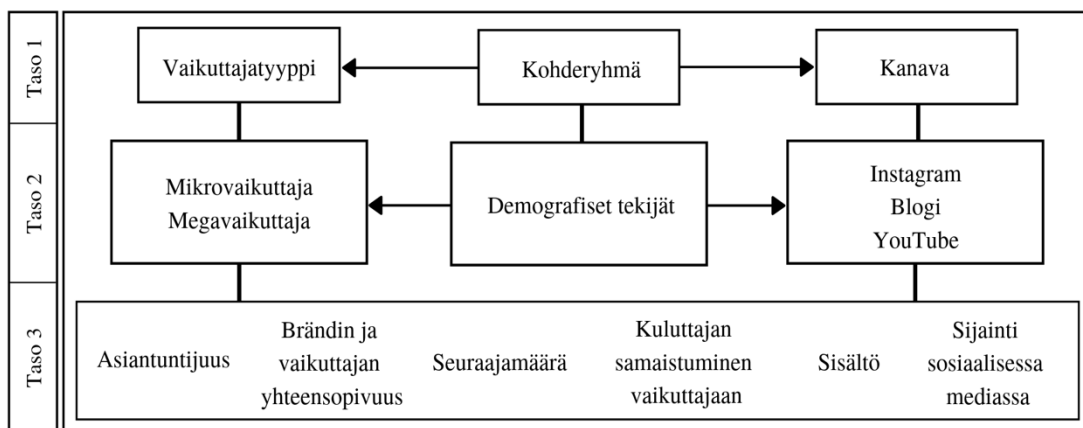 Taso 1
Vaikuttajatyyppi
Kohderyhmä
Kanava
Taso 2
Mikrovaikuttaja
Megavaikuttaja
Demografiset tekijät
Instagram
Blogi
YouTube
Taso 3
Asiantuntijuus
Brändin ja
vaikuttajan
yhteensopivuus
Seuraajamäärä
Kuluttajan
samaistuminen
vaikuttajaan
Sisältö
Sijainti
sosiaalisessa
mediassa